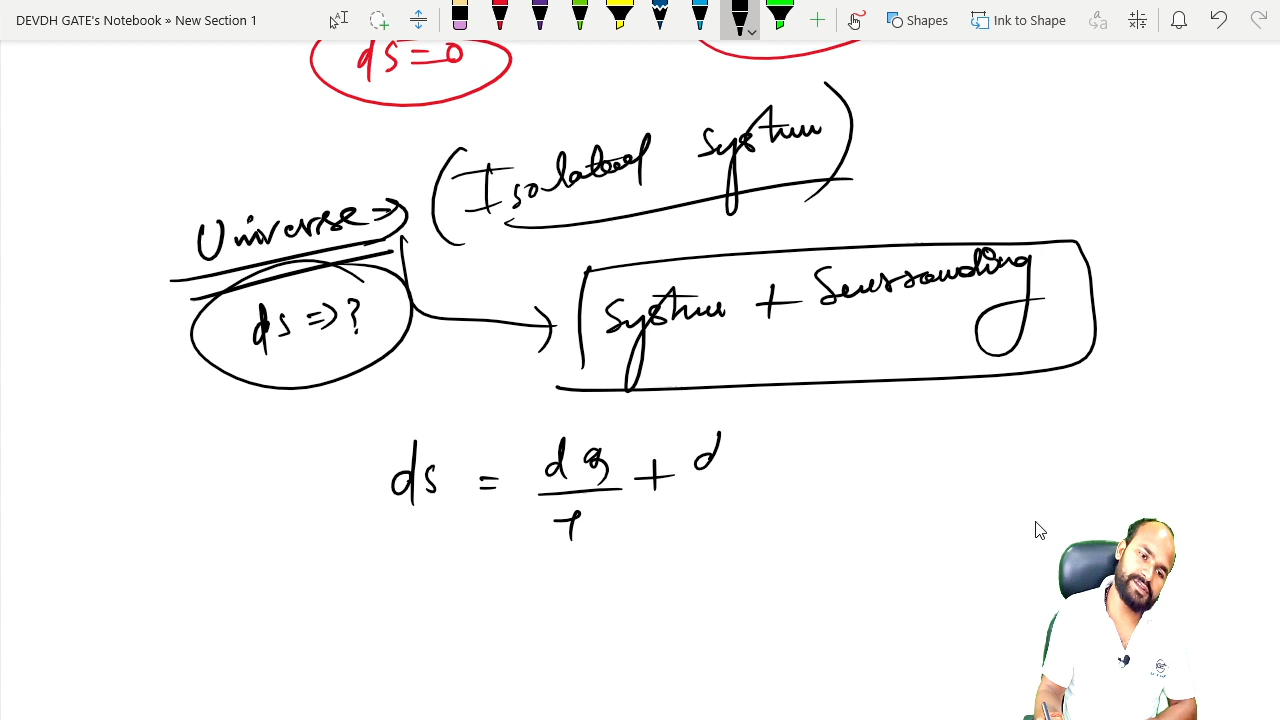 DEVDH GATE's Notebook » New Section 1
Shapes
Ink to Shape
ds=0
Universe => (Isolated system)
ds =>?
System + Surrounding
ds = dq/T + d